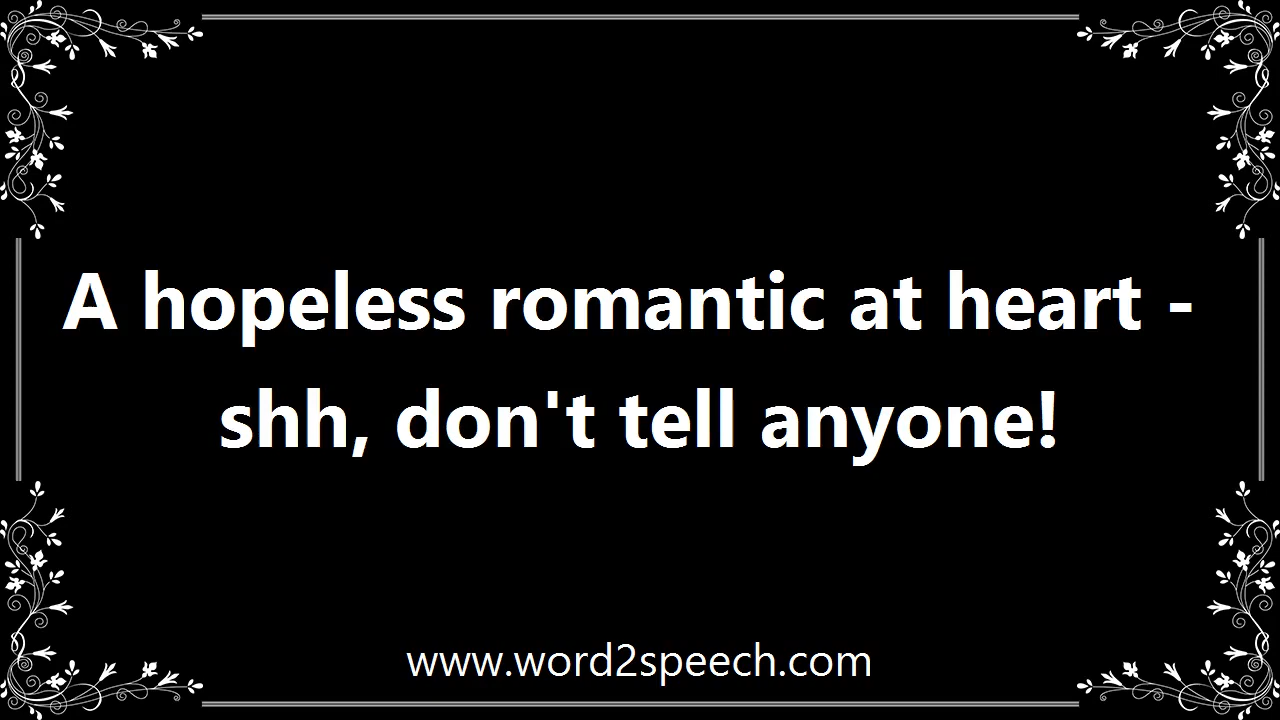 A hopeless romantic at heart -
shh, don't tell anyone!
www.word2speech.com